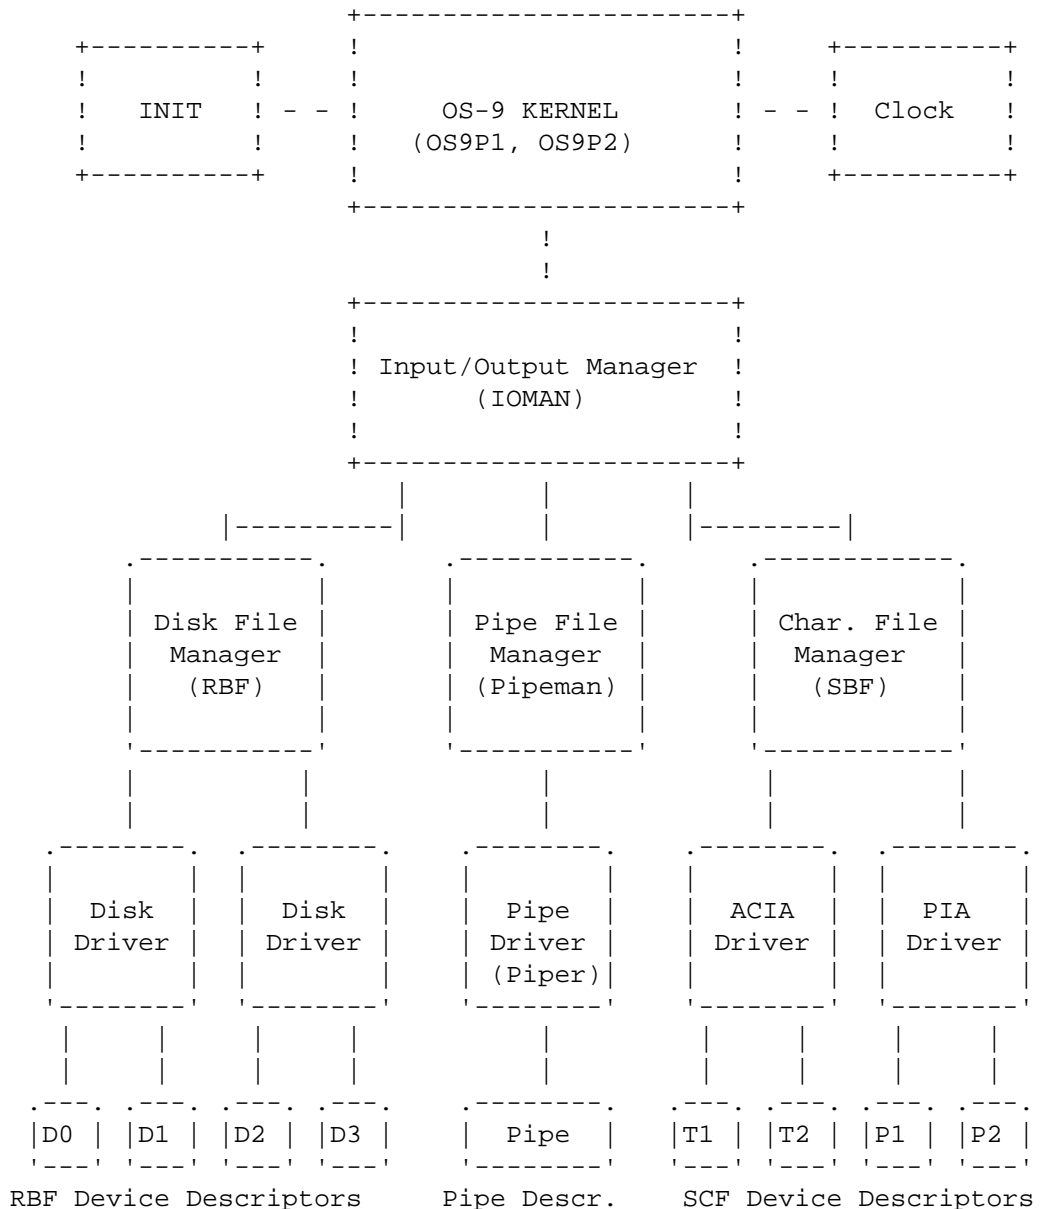 INIT OS-9 KERNEL Clock
(OS9P1, OS9P2)
Input/Output Manager
(IOMAN)
Disk File Pipe File Char. File
Manager Manager Manager
(RBF) (Pipeman) (SBF)
Disk Disk Pipe ACIA PIA
Driver Driver Driver Driver Driver
(Piper)
D0 D1 D2 D3 Pipe T1 T2 P1 P2
RBF Device Descriptors Pipe Descr. SCF Device Descriptors